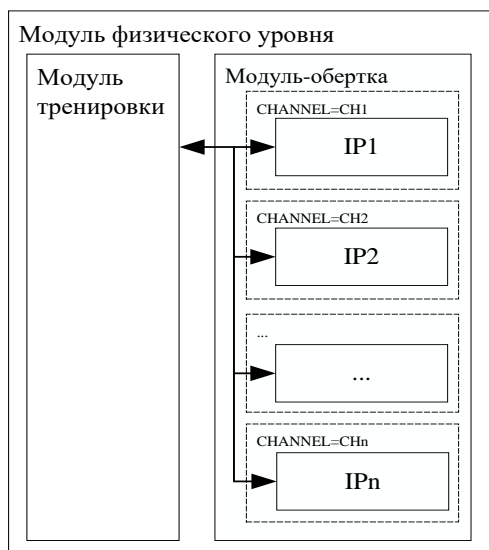 Модуль физического уровня
Модуль
тренировки
Модуль-обертка
CHANNEL=CH1
IP1
CHANNEL=CH2
IP2
...
...
CHANNEL=CHn
IPn